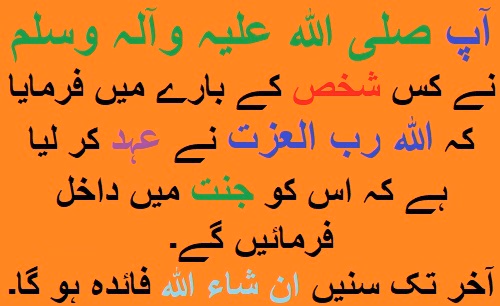 آپ صلی اللہ علیہ وآلہ وسلم
نے کس شخص کے بارے میں فرمایا
کہ اللہ رب العزت نے عہد کر لیا
ہے کہ اس کو جنت میں داخل
فرمائیں گے۔
آخر تک سنیں ان شاء اللہ فائدہ ہو گا۔